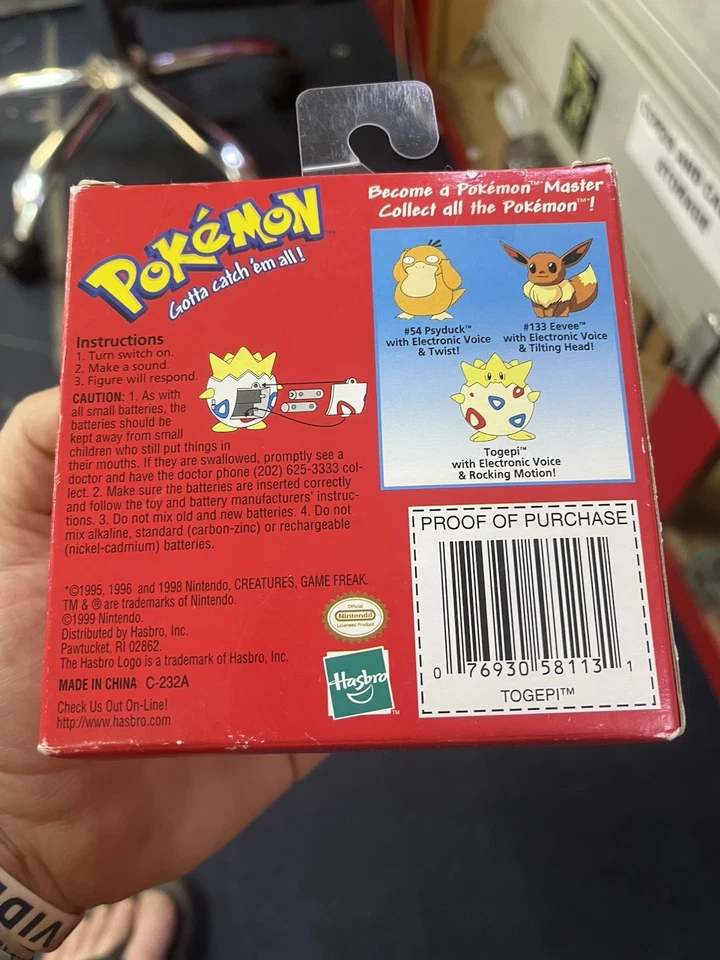 POKéMON™
Gotta catch 'em all!
Become a Pokémon™ Master
Collect all the Pokémon™!
#54 Psyduck™
with Electronic Voice
& Twist!
#133 Eevee™
with Electronic Voice
& Tilting Head!
Togepi™
with Electronic Voice
& Rocking Motion!
Instructions
1. Turn switch on.
2. Make a sound.
3. Figure will respond.
CAUTION: 1. As with
all small batteries, the
batteries should be
kept away from small
children who still put things in
their mouths. If they are swallowed, promptly see a
doctor and have the doctor phone (202) 625-3333 col-
lect. 2. Make sure the batteries are inserted correctly
and follow the toy and battery manufacturers' instruc-
tions. 3. Do not mix old and new batteries. 4. Do not
mix alkaline, standard (carbon-zinc) or rechargeable
(nickel-cadmium) batteries.
*©1995, 1996 and 1998 Nintendo, CREATURES, GAME FREAK.
TM & ® are trademarks of Nintendo.
©1999 Nintendo.
Distributed by Hasbro, Inc.
Pawtucket, RI 02862.
The Hasbro Logo is a trademark of Hasbro, Inc.
MADE IN CHINA C-232A
Check Us Out On-Line!
http://www.hasbro.com
Official
Nintendo
Licensed Product
Hasbro
TM
PROOF OF PURCHASE
0 76930 58113 1
TOGEPI™
VID